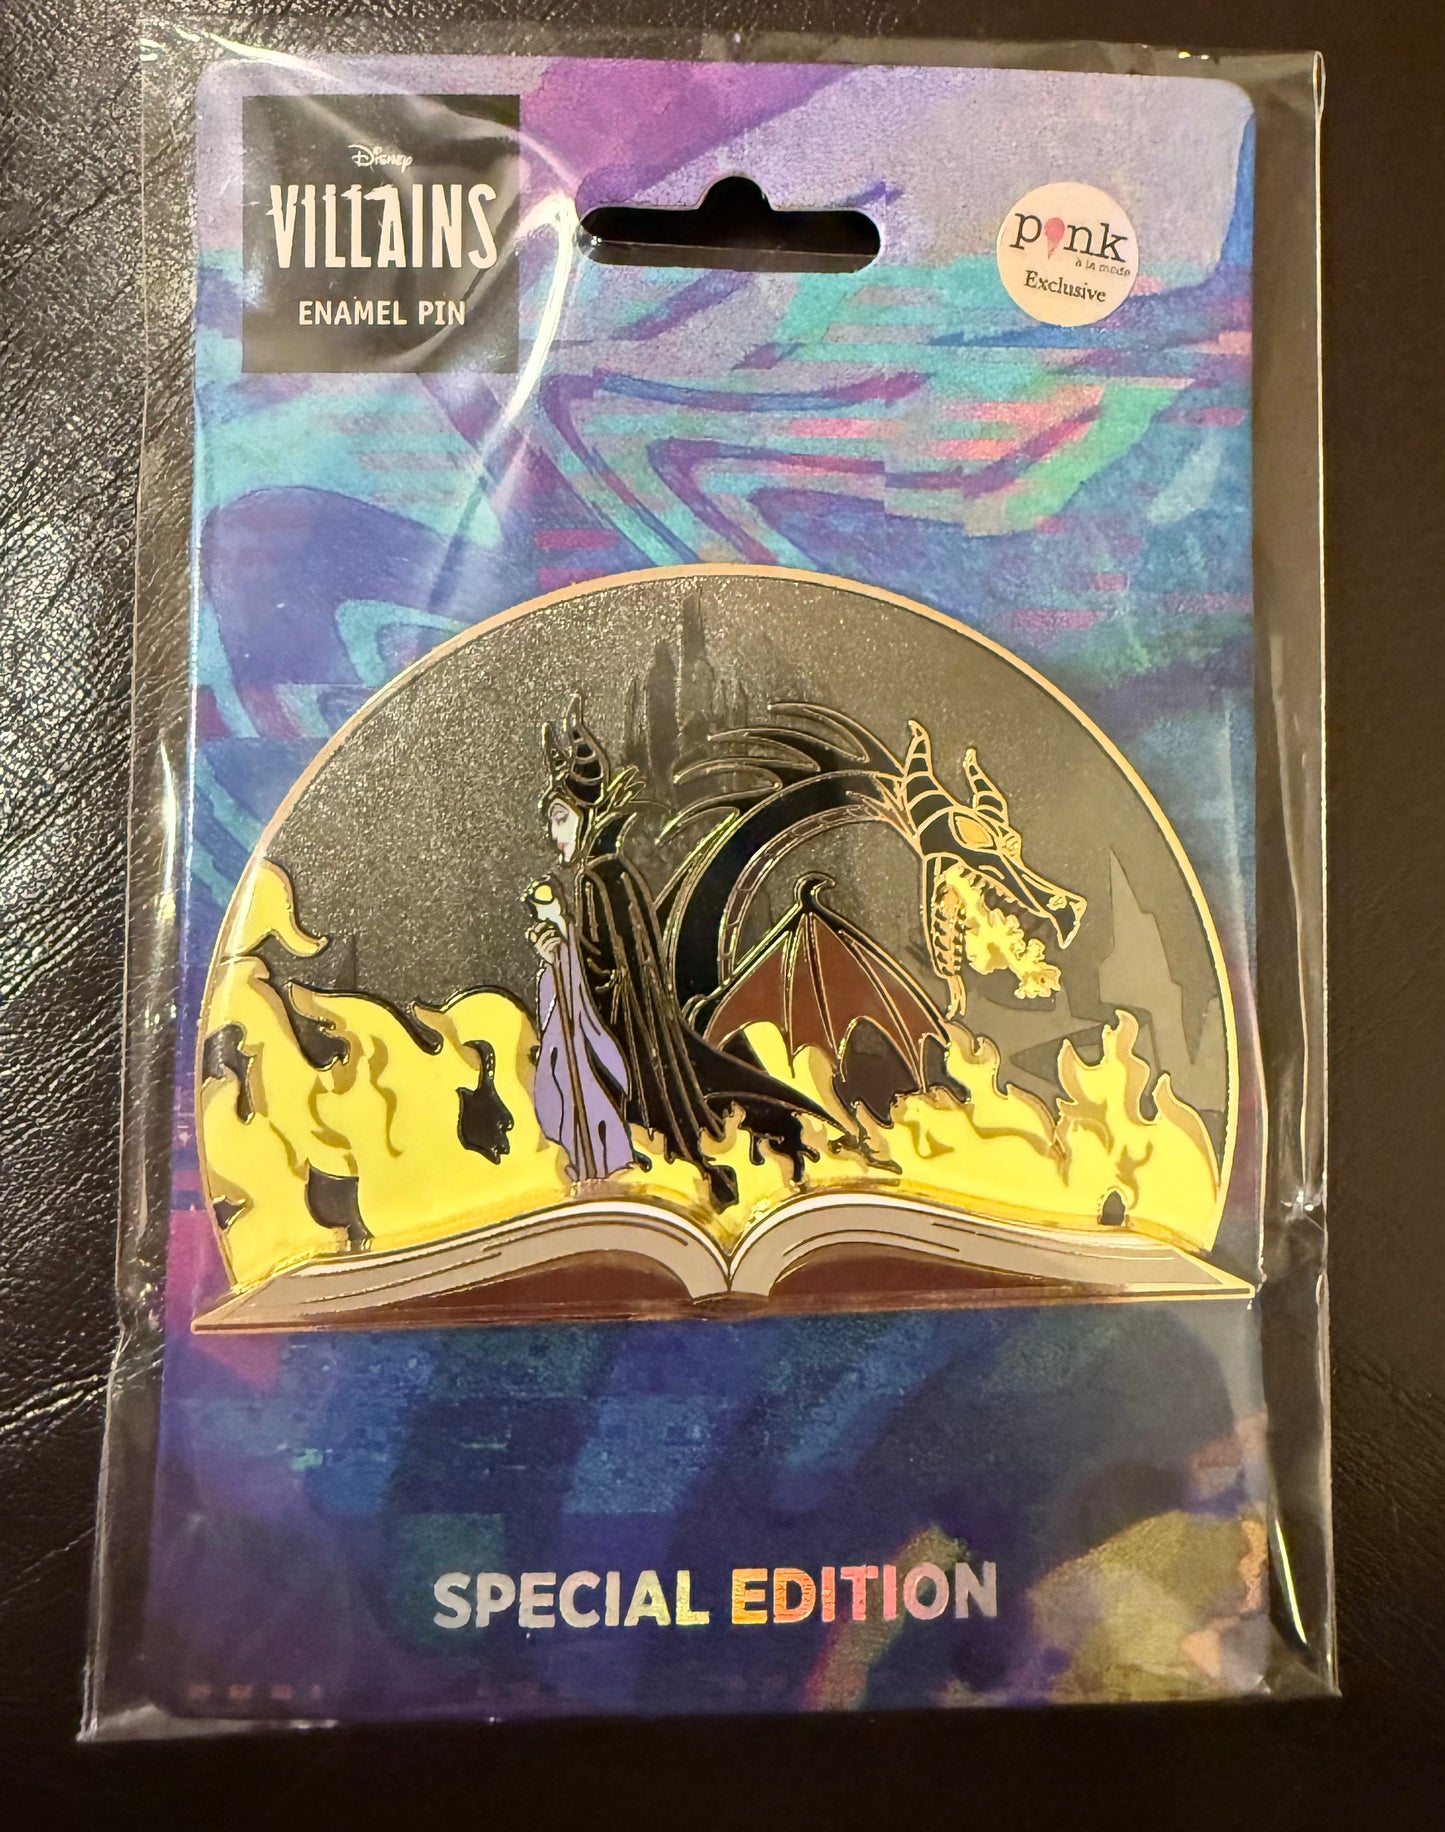 Disney
VILLAINS
ENAMEL PIN
pink
à la mode
Exclusive
SPECIAL EDITION